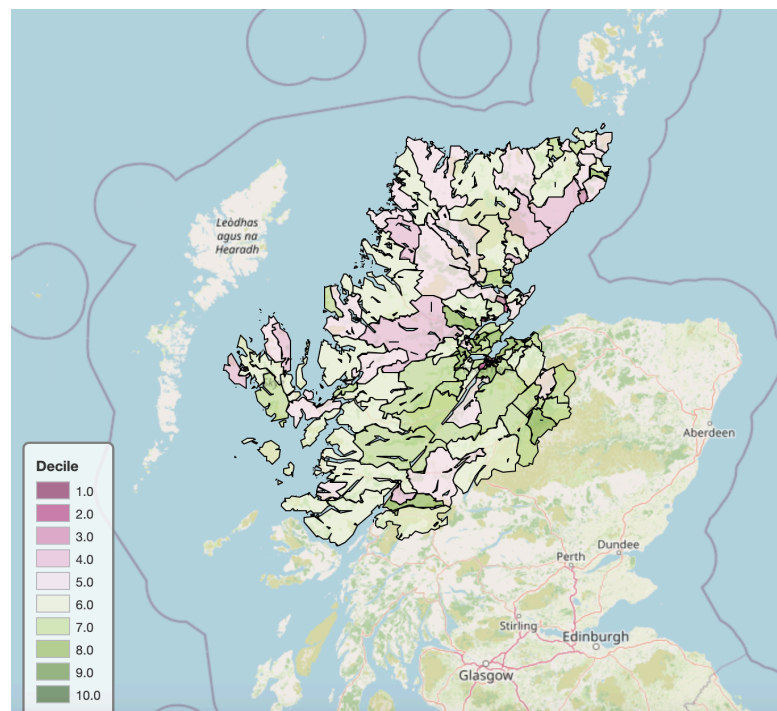 Leòdhas
agus na
Hearadh
Aberdeen
Decile
1.0
2.0
3.0
4.0
5.0
6.0
7.0
8.0
9.0
10.0
Dundee
Perth
Stirling
Edinburgh
Glasgow